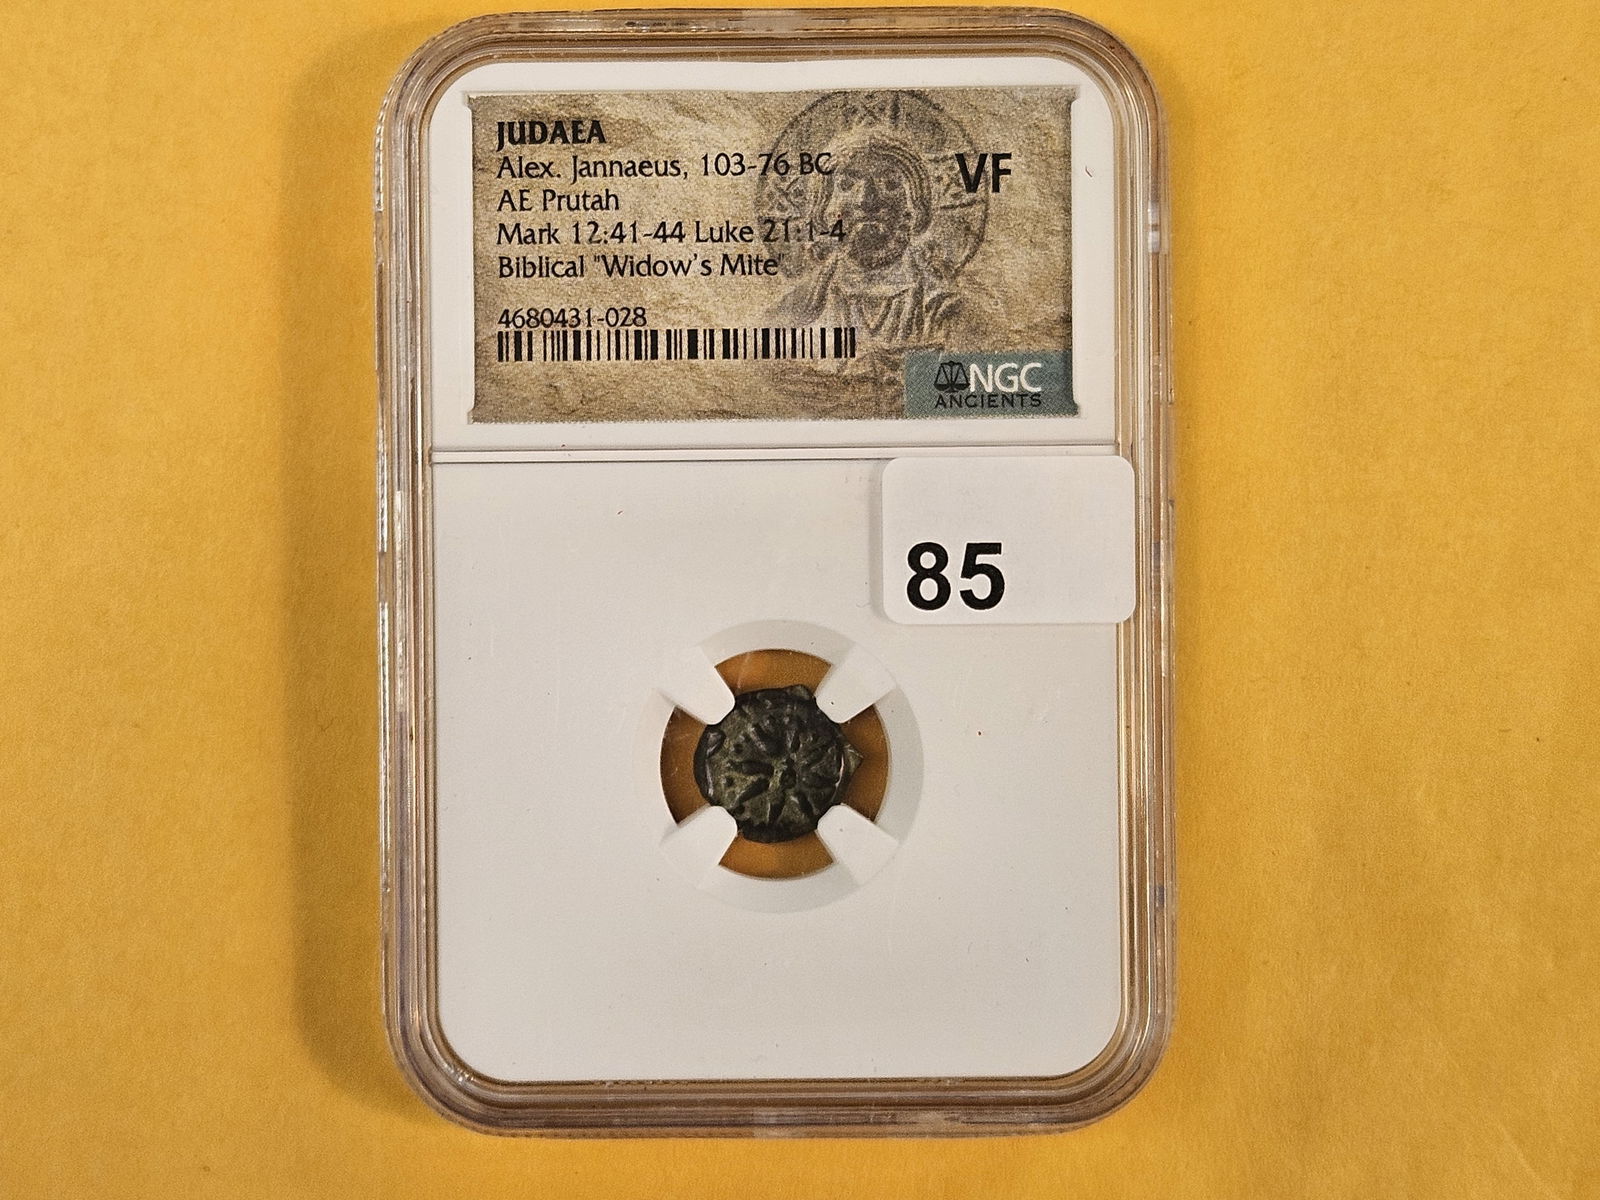 JUDAEA
Alex. Jannaeus, 103-76 BC
VF
AE Prutah
Mark 12:41-44 Luke 21:1-4
Biblical "Widow's Mite"
4680431-028
NGC
ANCIENTS
85